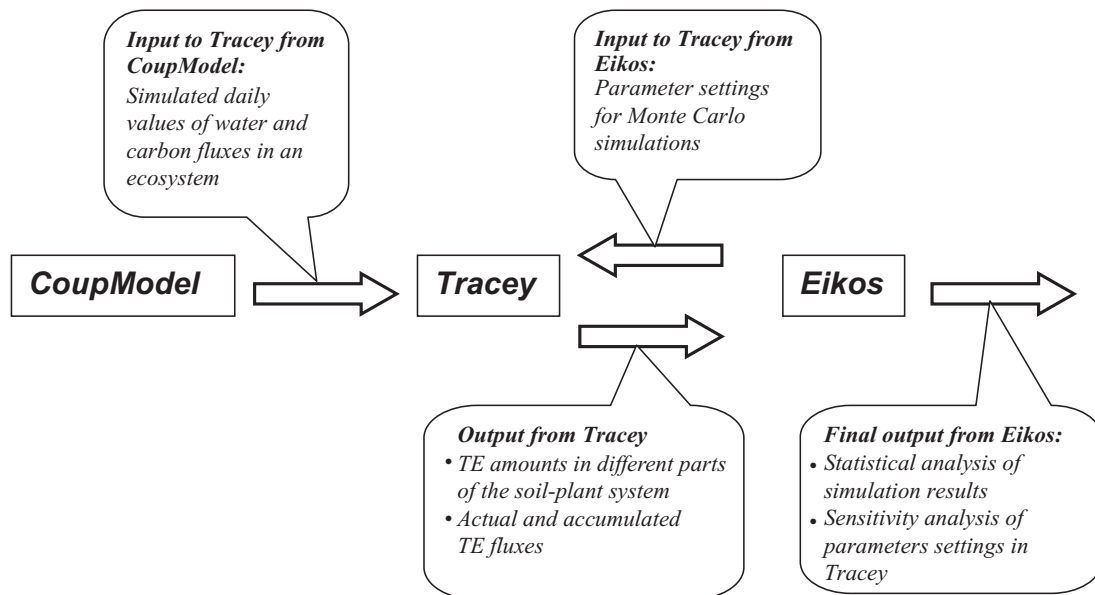 Input to Tracey from
CoupModel:
Simulated daily
values of water and
carbon fluxes in an
ecosystem
Input to Tracey from
Eikos:
Parameter settings
for Monte Carlo
simulations
CoupModel
Tracey
Eikos
Output from Tracey
• TE amounts in different parts
of the soil-plant system
• Actual and accumulated
TE fluxes
Final output from Eikos:
• Statistical analysis of
simulation results
• Sensitivity analysis of
parameters settings in
Tracey